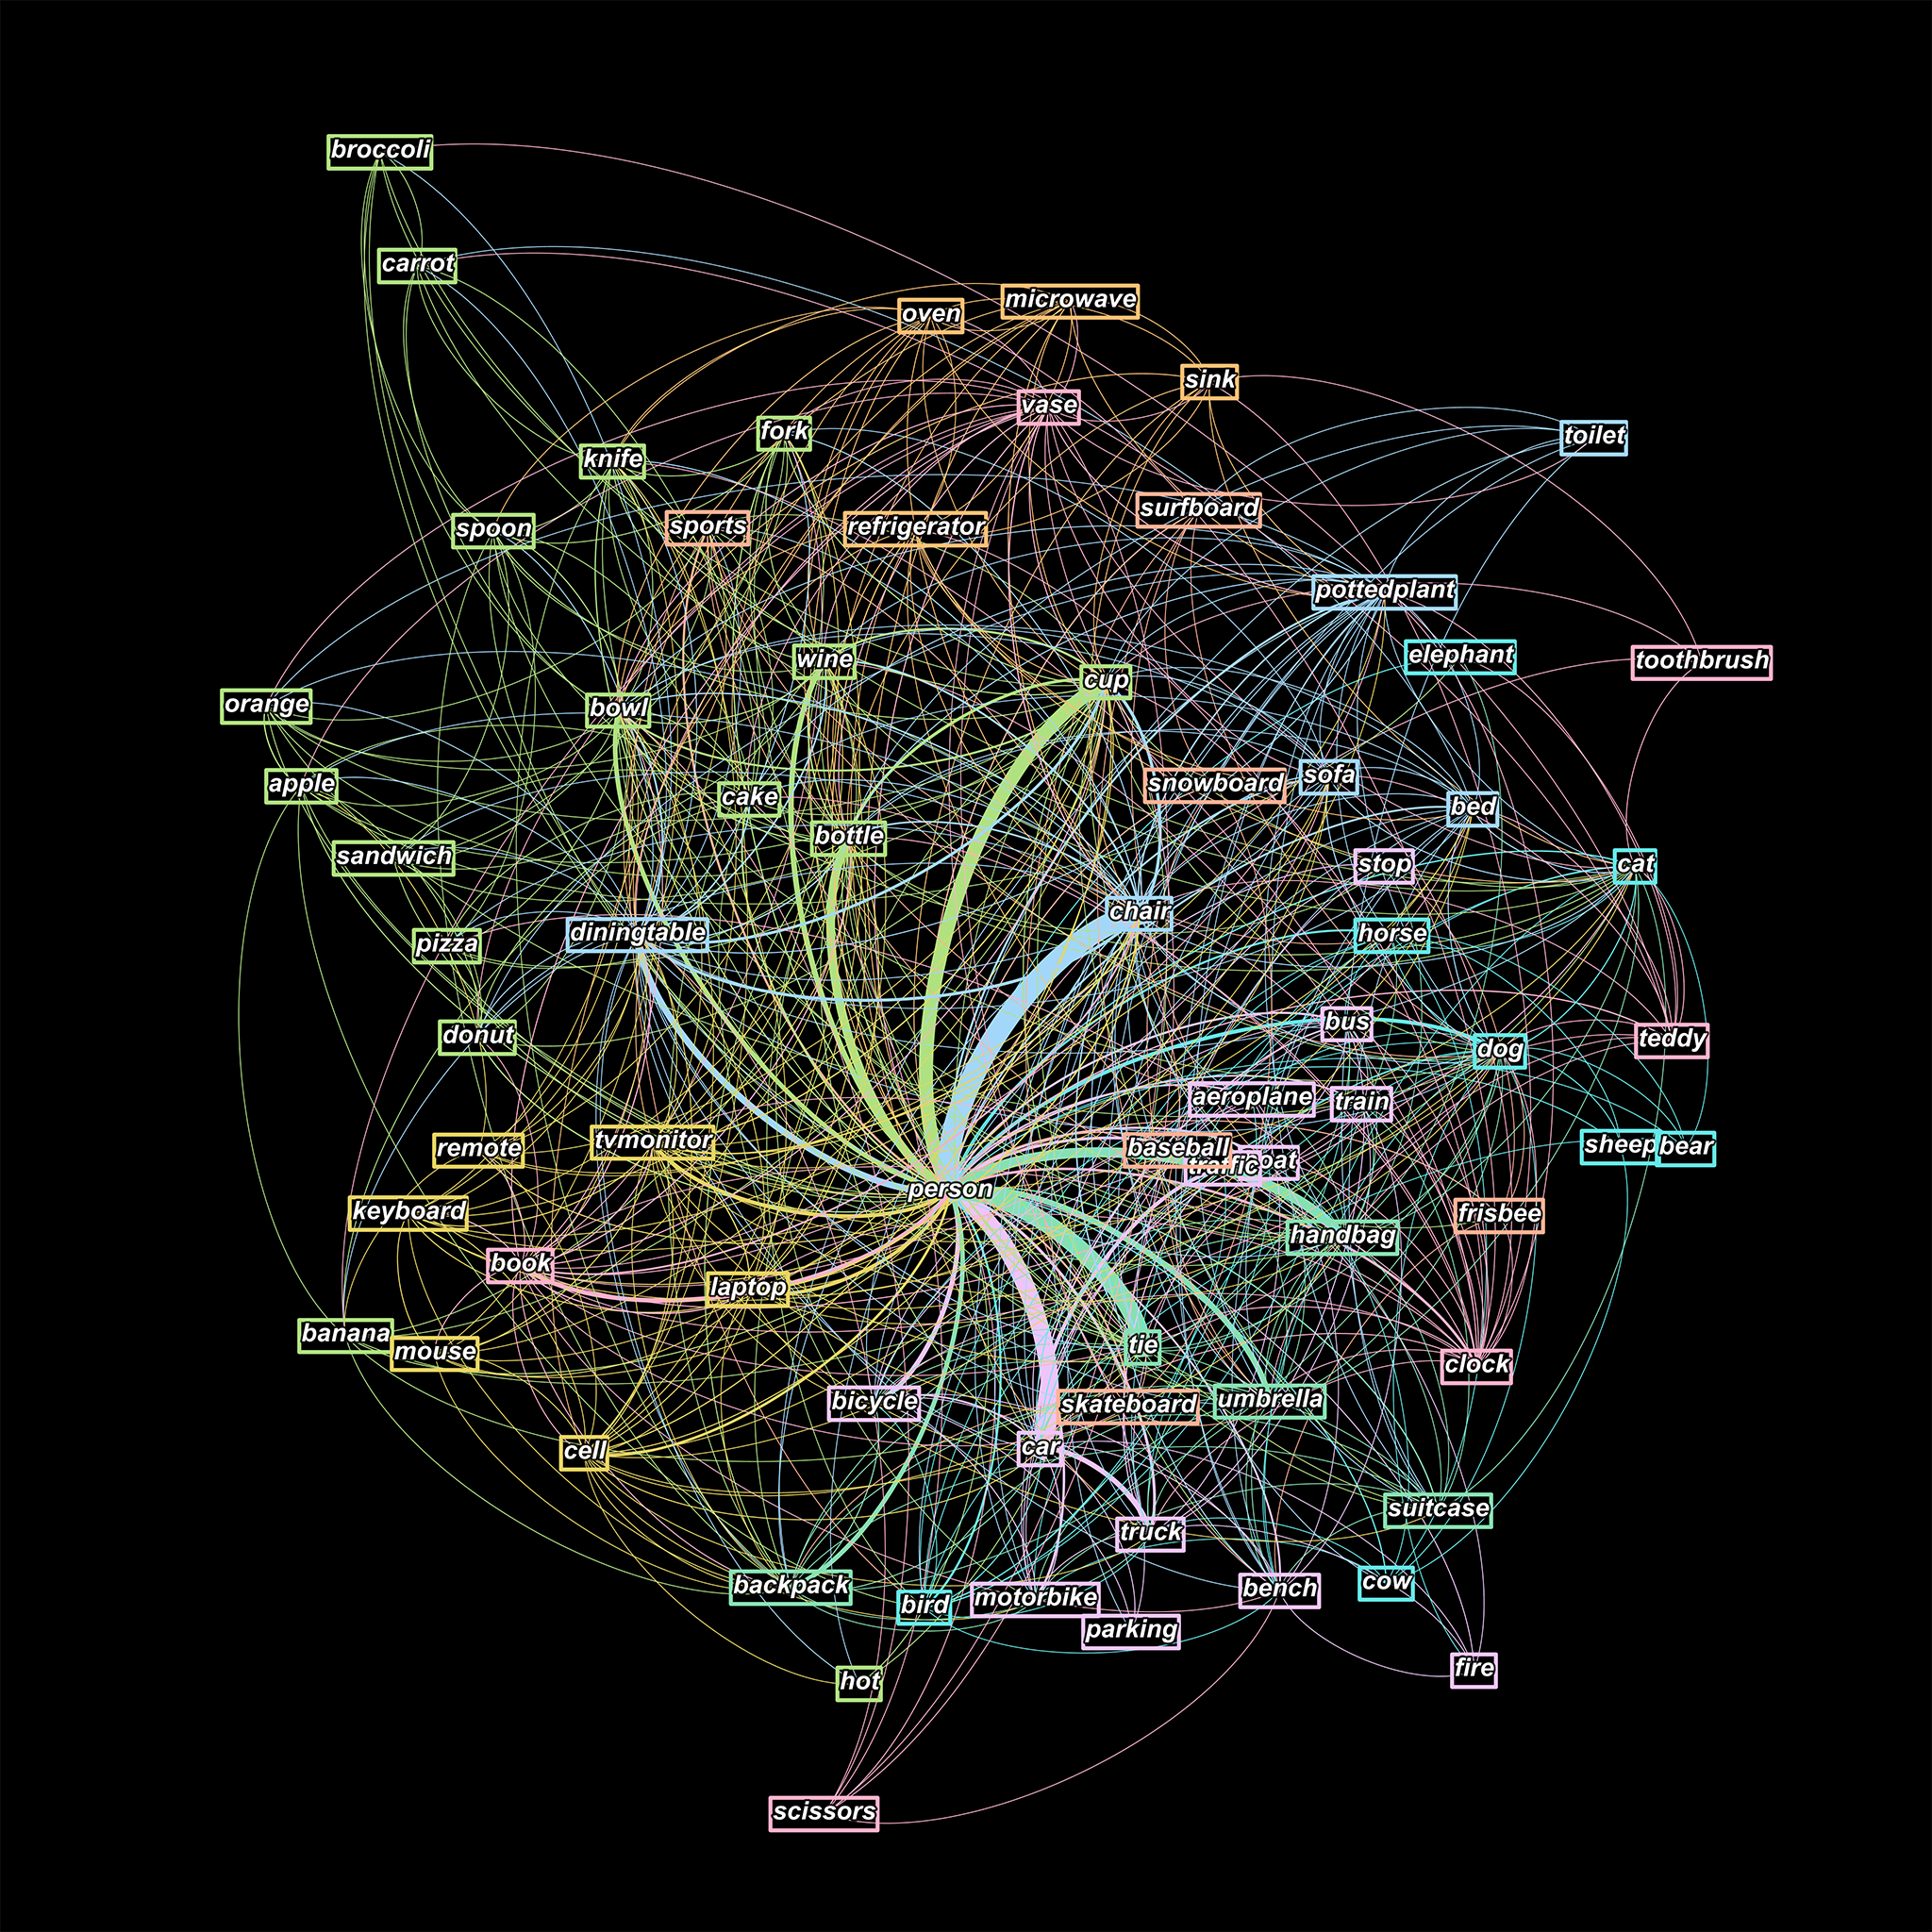 broccoli
carrot
microwave
oven
sink
vase
fork
toilet
knife
surfboard
sports
refrigerator
spoon
pottedplant
elephant
wine
toothbrush
cup
orange
bowl
sofa
snowboard
apple
cake
bed
bottle
sandwich
stop
cat
chair
diningtable
horse
pizza
bus
donut
teddy
dog
aeroplane
train
tvmonitor
sheep
bear
baseball
remote
traffic
person
keyboard
frisbee
handbag
book
laptop
banana
tie
mouse
clock
umbrella
bicycle
skateboard
car
cell
suitcase
truck
cow
backpack
bench
motorbike
bird
parking
fire
hot
scissors